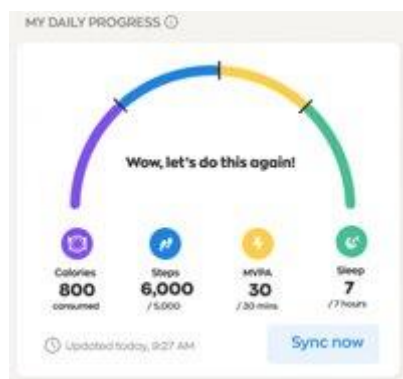 MY DAILY PROGRESS
Wow, let's do this again!
Calories Steps MVPA Sleep
800 6,000 30 7
consumed / 5,000 / 30 mins / 7 hours
Updated today, 9:27 AM
Sync now